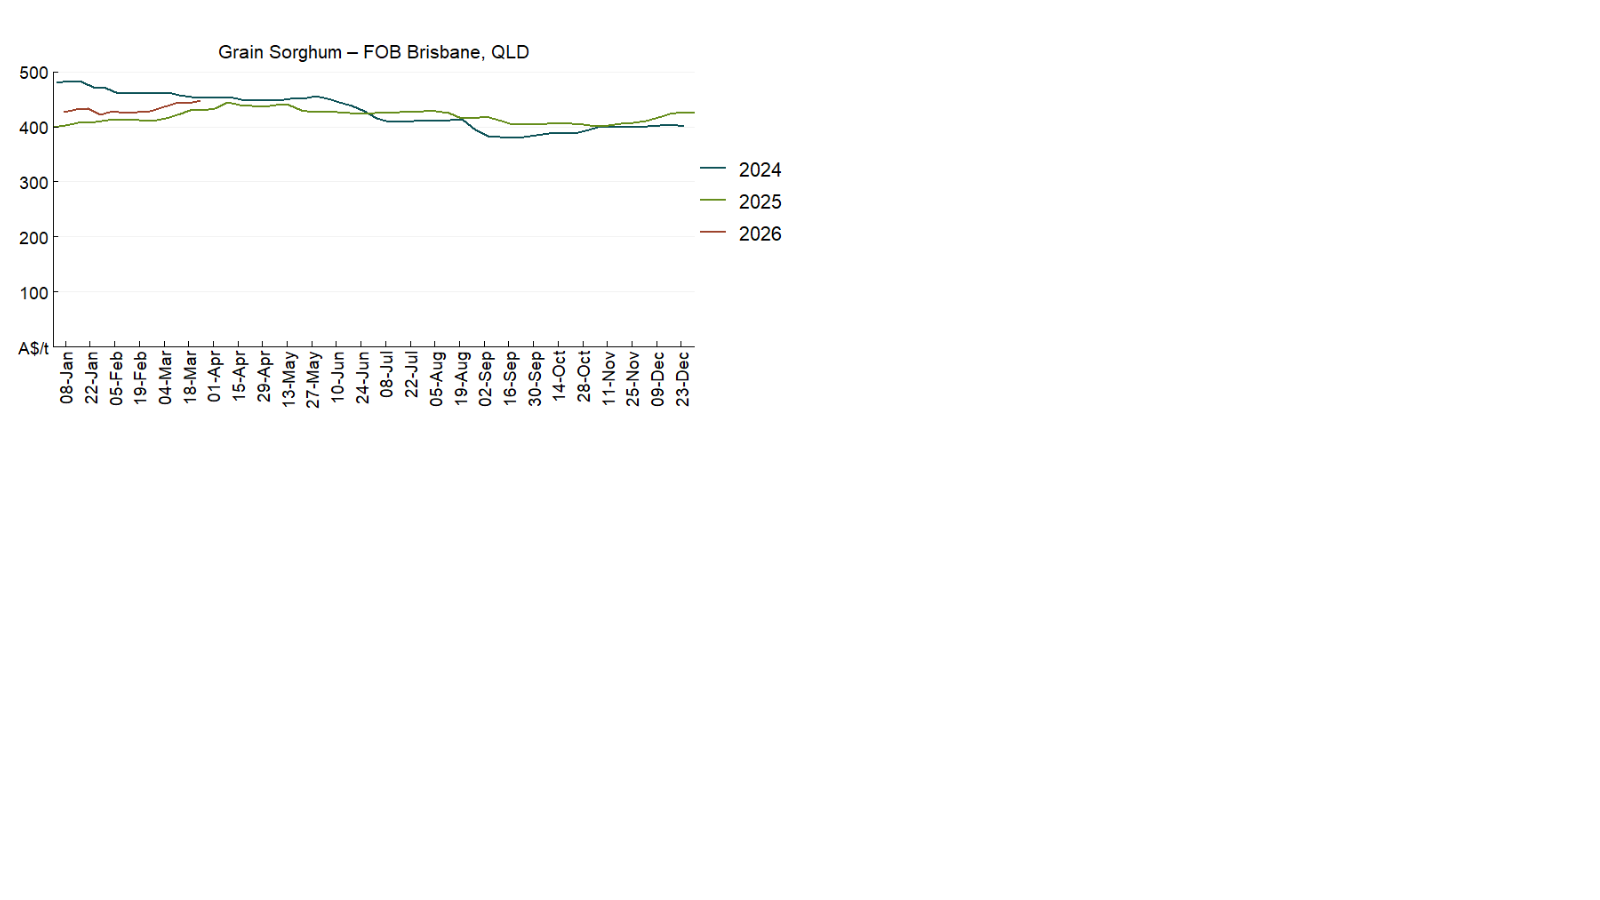 Grain Sorghum – FOB Brisbane, QLD
500
400
300
200
100
A$/t
08-Jan
22-Jan
05-Feb
19-Feb
04-Mar
18-Mar
01-Apr
15-Apr
29-Apr
13-May
27-May
10-Jun
24-Jun
08-Jul
22-Jul
05-Aug
19-Aug
02-Sep
16-Sep
30-Sep
14-Oct
28-Oct
11-Nov
25-Nov
09-Dec
23-Dec
2024
2025
2026